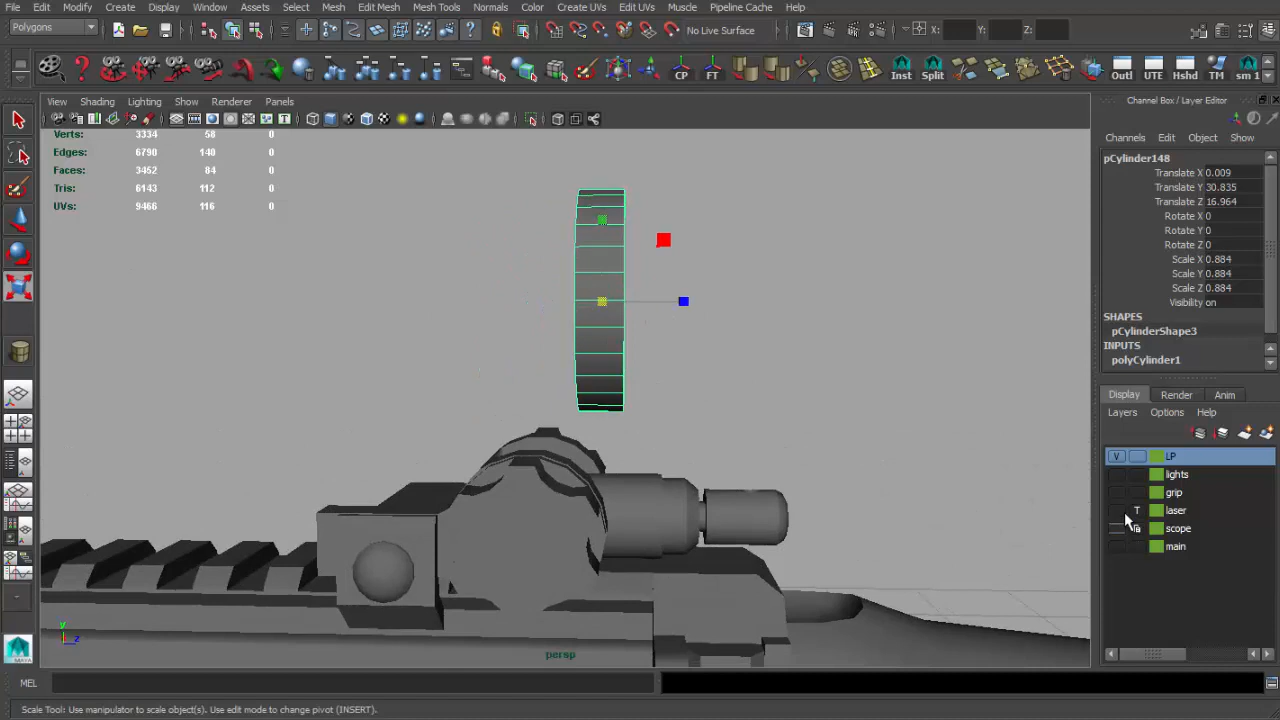 File Edit Modify Create Display Window Assets Select Mesh Edit Mesh Mesh Tools Normals Color Create UVs Edit UVs Muscle Pipeline Cache Help
Polygons No Live Surface X: Y: Z:
CP FT Inst Split Outl UTE Hshd TM sm 1
View Shading Lighting Show Renderer Panels
Channel Box / Layer Editor
Channels Edit Object Show
Verts: 3334 58 0
Edges: 6790 140 0
Faces: 3452 84 0
Tris: 6143 112 0
UVs: 9466 116 0
pCylinder148
Translate X 0.009
Translate Y 30.835
Translate Z 16.964
Rotate X 0
Rotate Y 0
Rotate Z 0
Scale X 0.884
Scale Y 0.884
Scale Z 0.884
Visibility on
SHAPES
pCylinderShape3
INPUTS
polyCylinder1
Display Render Anim
Layers Options Help
V LP
lights
grip
T laser
scope
main
y
z
persp
MAYA
MEL
Scale Tool: Use manipulator to scale object(s). Use edit mode to change pivot (INSERT).